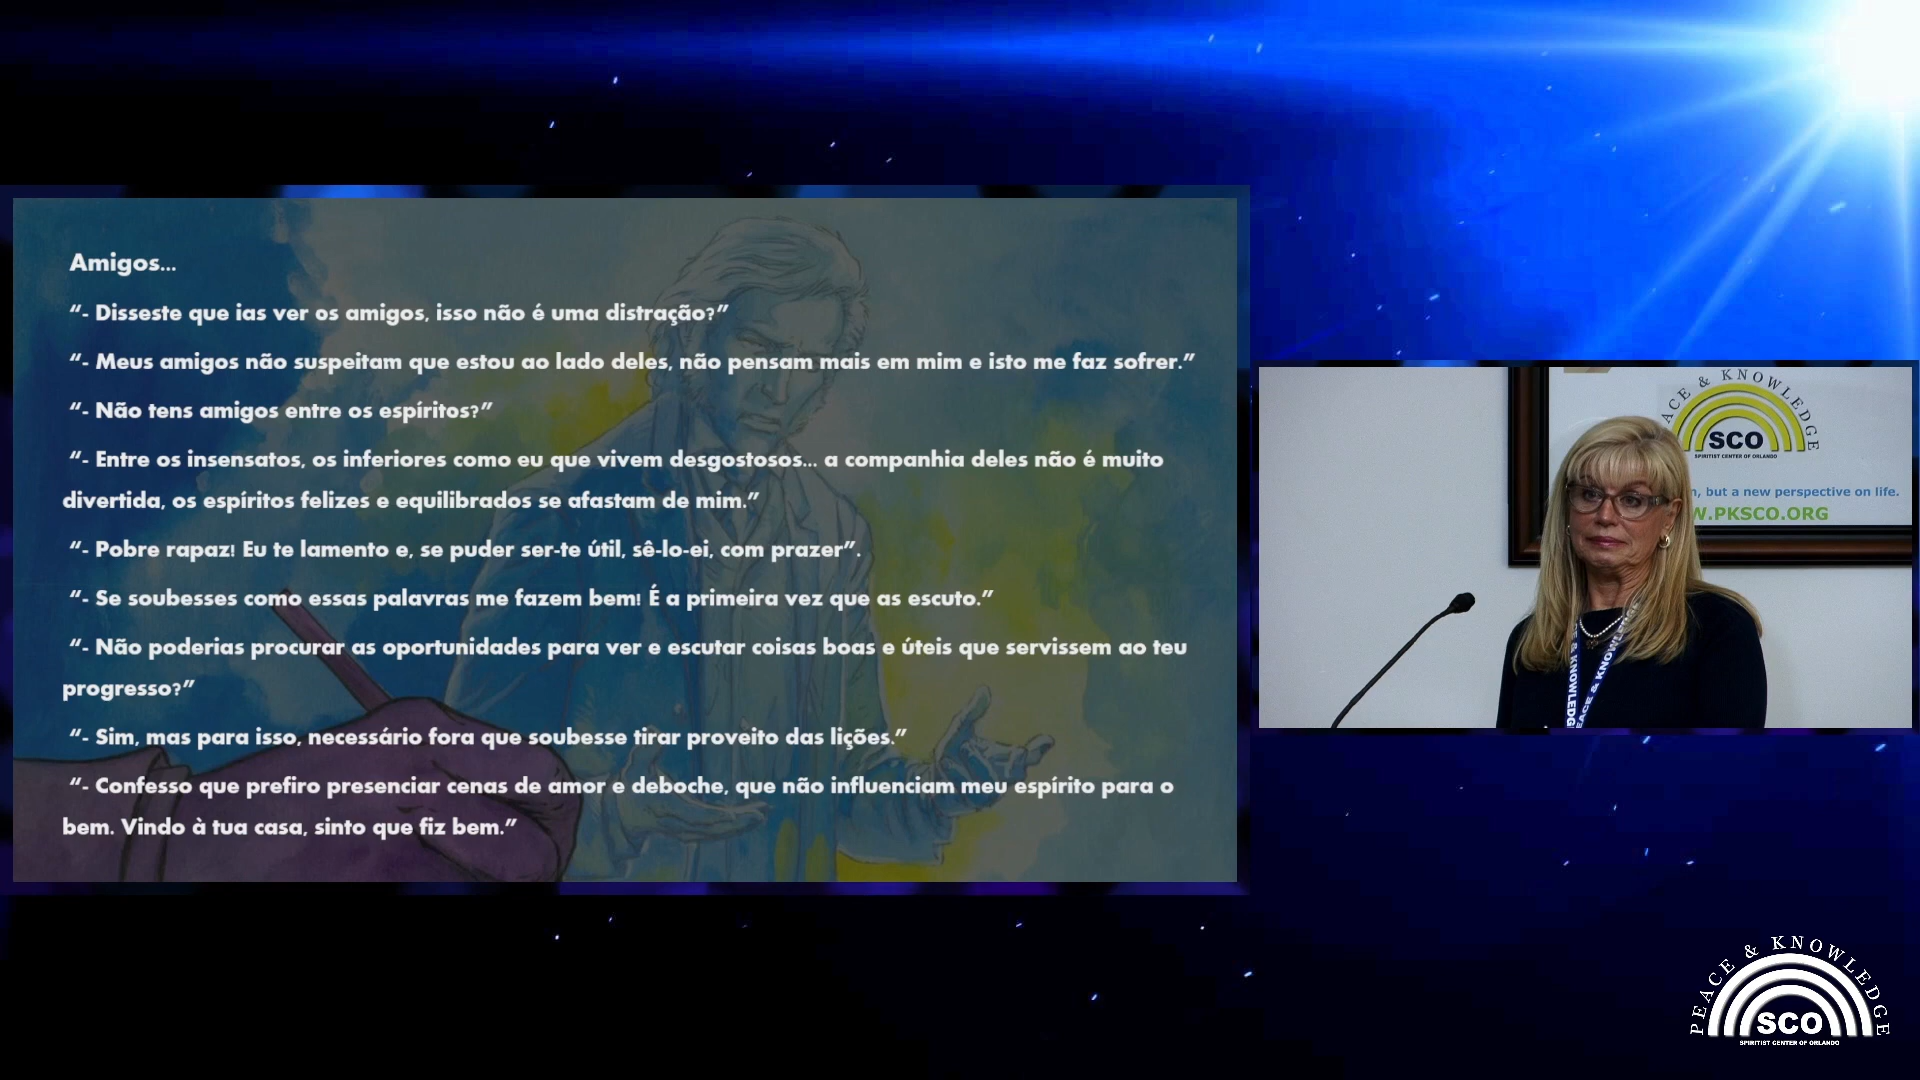 Amigos...
“- Disseste que ias ver os amigos, isso não é uma distração?”
“- Meus amigos não suspeitam que estou ao lado deles, não pensam mais em mim e isto me faz sofrer.”
“- Não tens amigos entre os espíritos?”
“- Entre os insensatos, os inferiores como eu que vivem desgostosos... a companhia deles não é muito
divertida, os espíritos felizes e equilibrados se afastam de mim.”
“- Pobre rapaz! Eu te lamento e, se puder ser-te útil, sê-lo-ei, com prazer”.
“- Se soubesses como essas palavras me fazem bem! É a primeira vez que as escuto.”
“- Não poderias procurar as oportunidades para ver e escutar coisas boas e úteis que servissem ao teu
progresso?”
“- Sim, mas para isso, necessário fora que soubesse tirar proveito das lições.”
“- Confesso que prefiro presenciar cenas de amor e deboche, que não influenciam meu espírito para o
bem. Vindo à tua casa, sinto que fiz bem.”
& KNOWLEDGE
SCO
SPIRITIST CENTER OF ORLANDO
, but a new perspective on life.
W.PKSCO.ORG
& KNOWLEDG
& KNOWLEDGE
PEACE & KNOWLEDGE
SCO
SPIRITIST CENTER OF ORLANDO